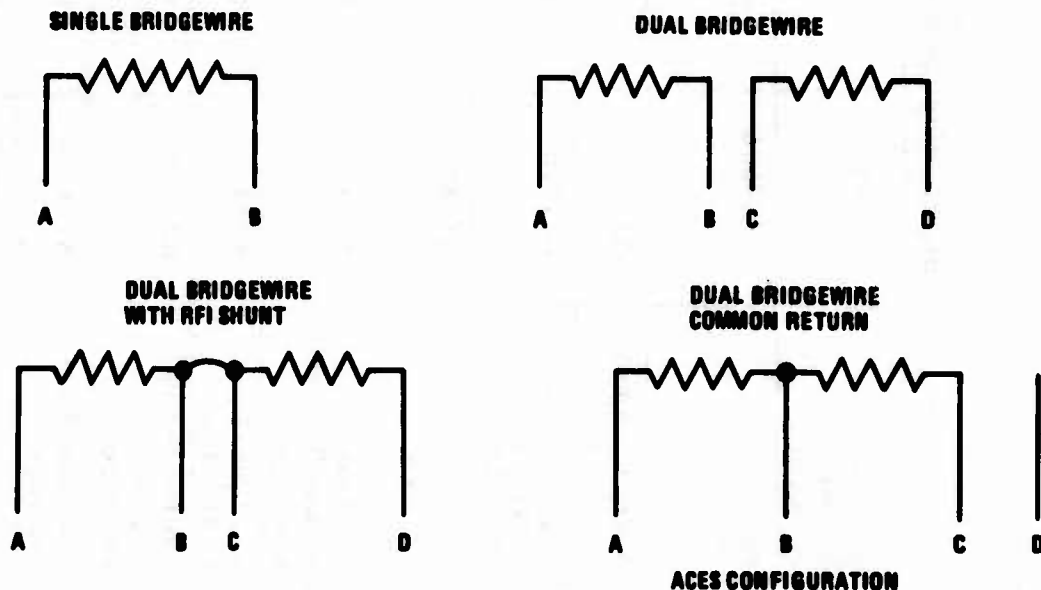 SINGLE BRIDGEWIRE
DUAL BRIDGEWIRE
A B
A B C D
DUAL BRIDGEWIRE
WITH RFI SHUNT
DUAL BRIDGEWIRE
COMMON RETURN
A B C D
A B C D
ACES CONFIGURATION